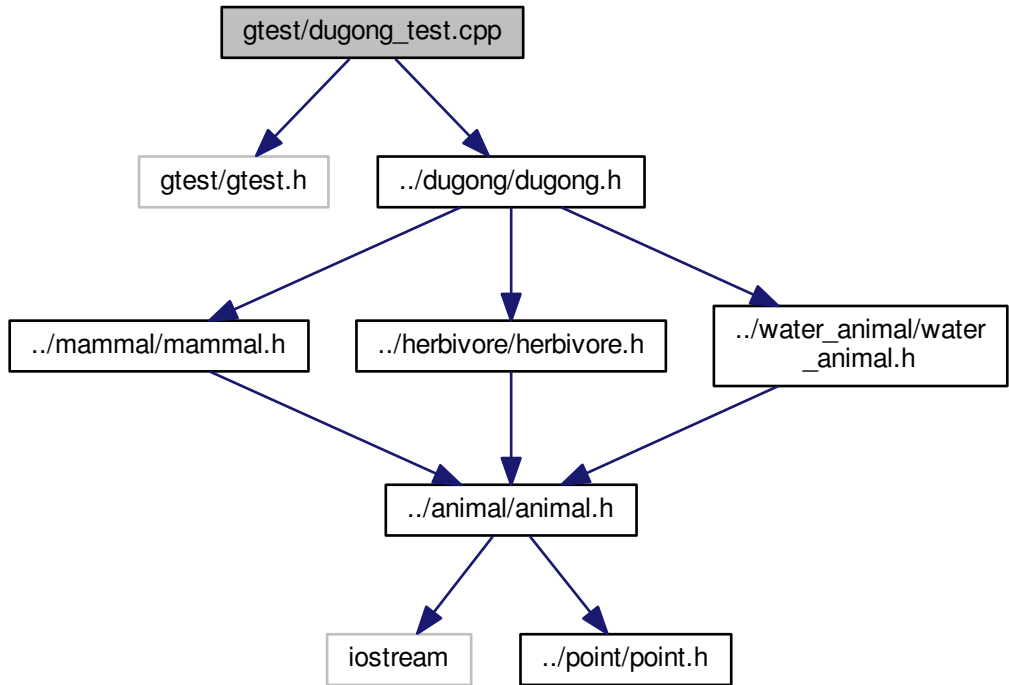 gtest/dugong_test.cpp
gtest/gtest.h
../dugong/dugong.h
../mammal/mammal.h
../herbivore/herbivore.h
../water_animal/water
_animal.h
../animal/animal.h
iostream
../point/point.h